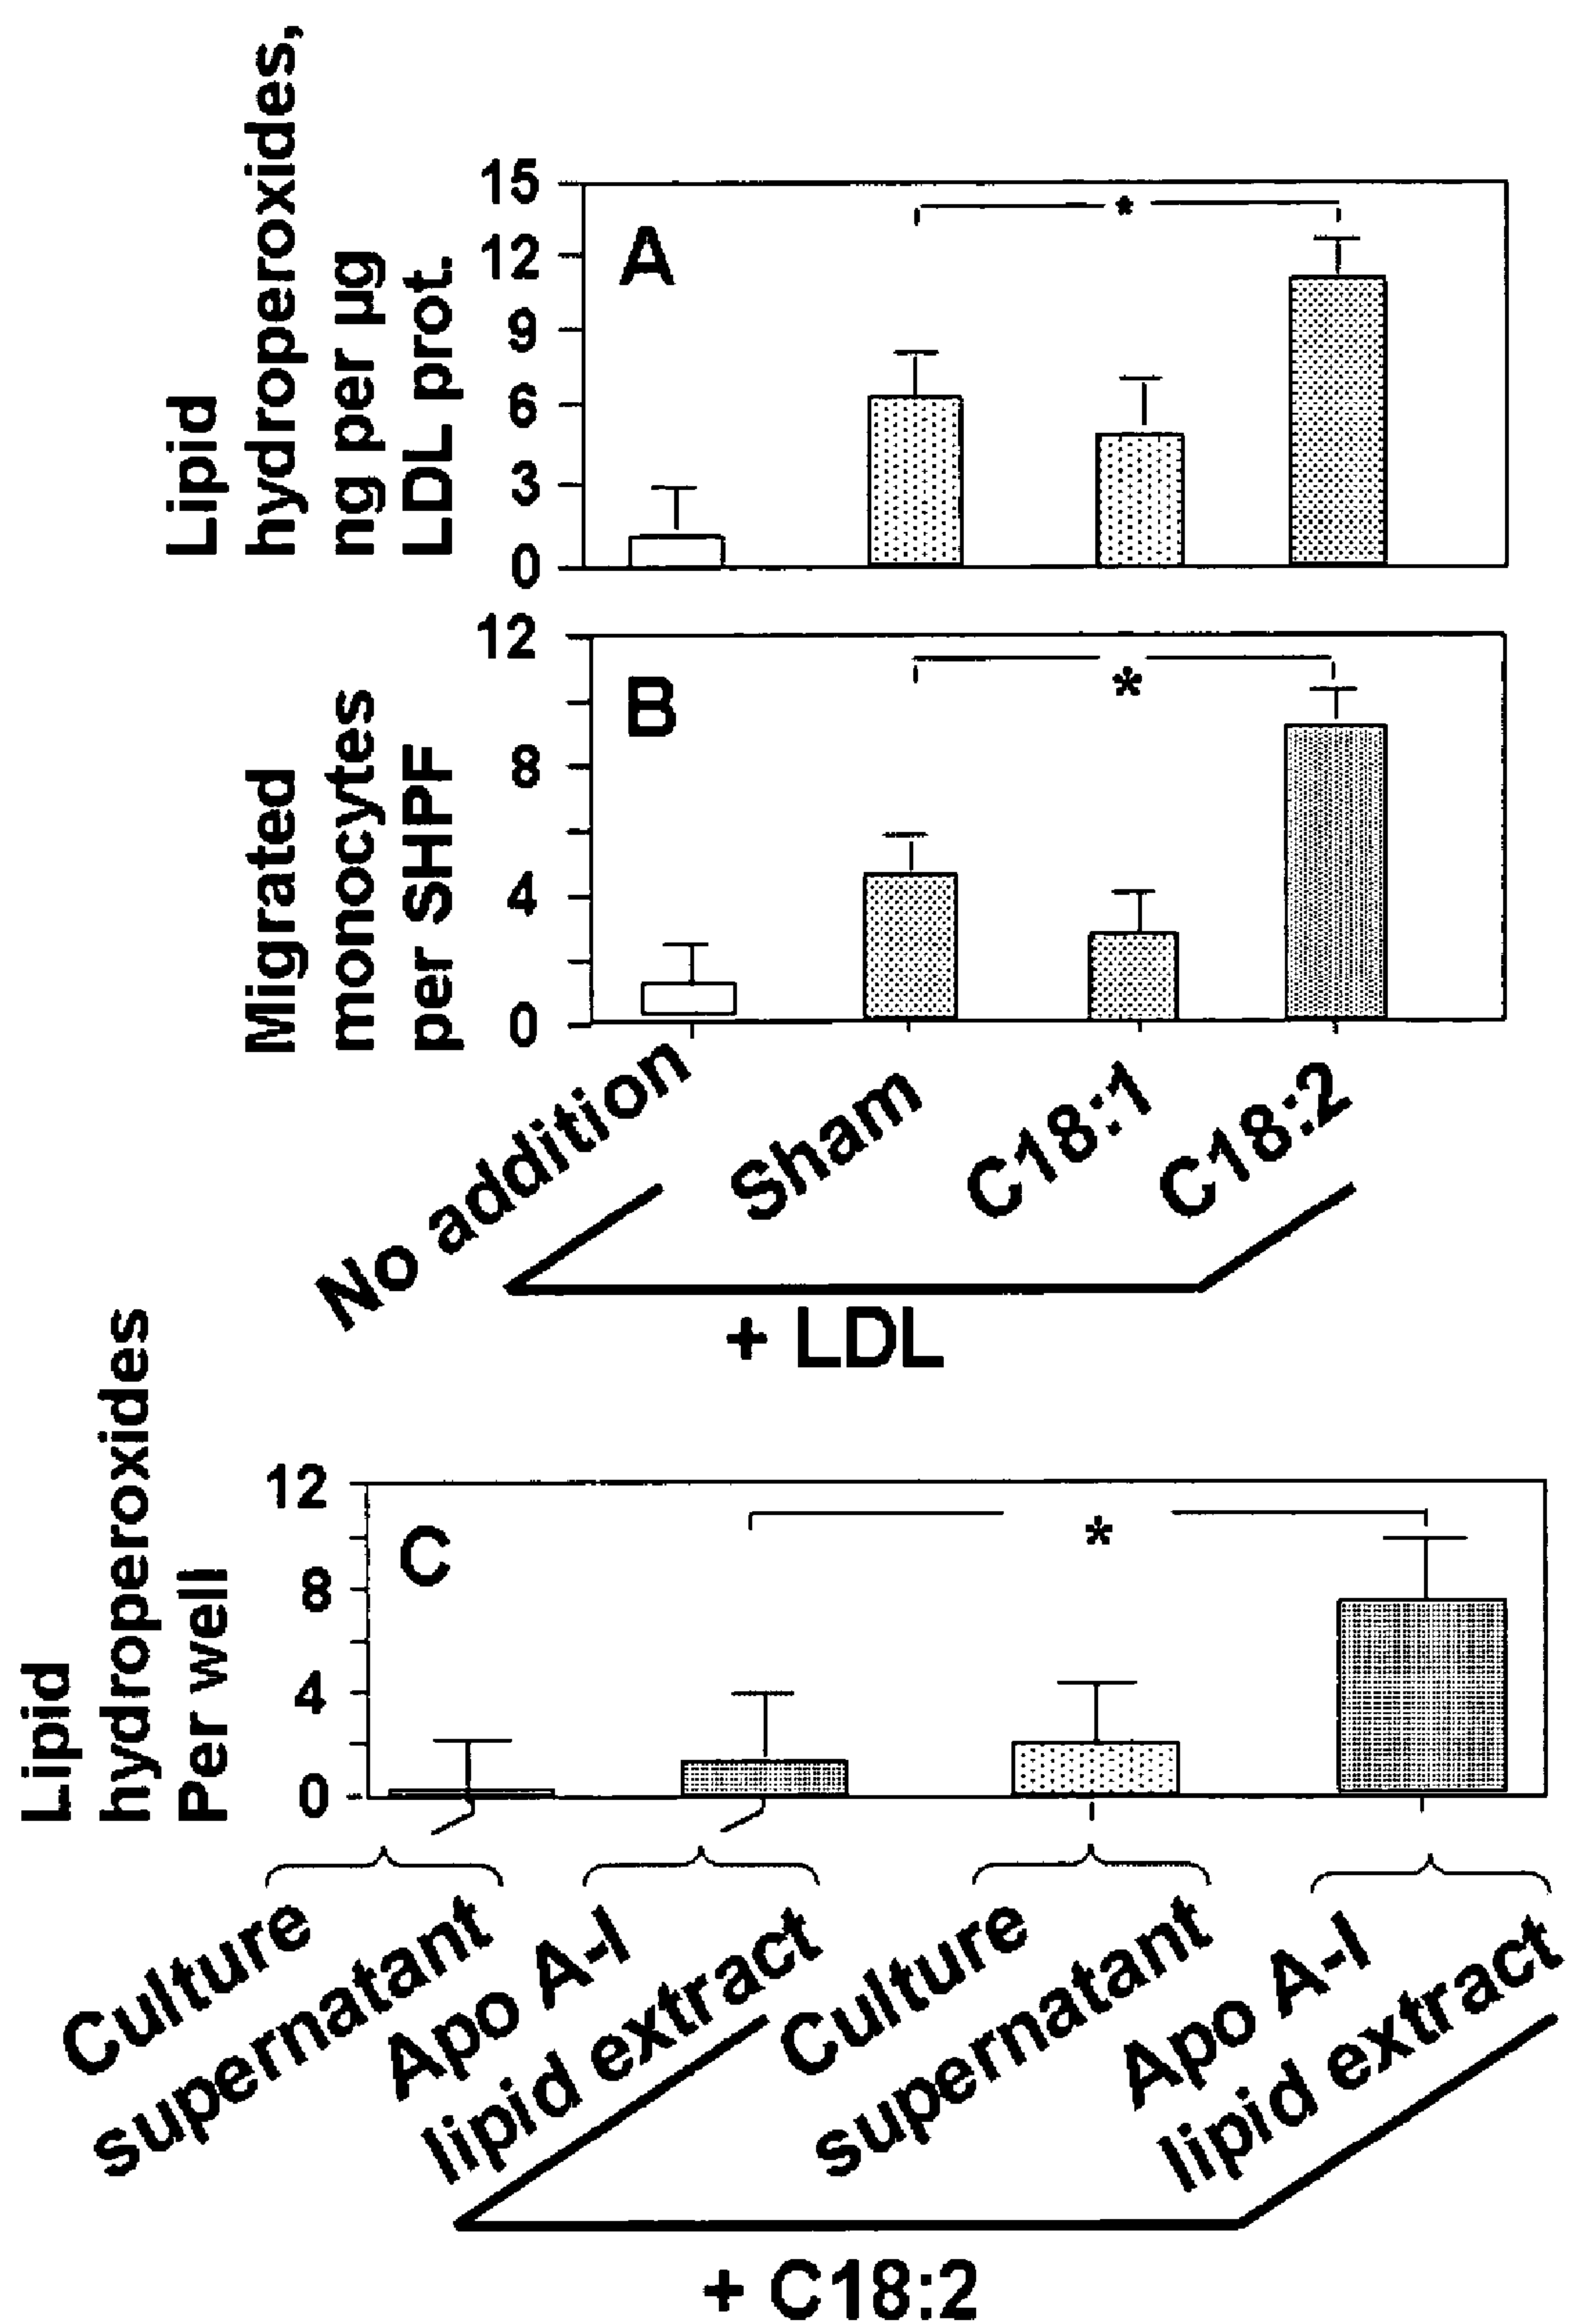 Lipid
hydroperoxides,
ng per µg
LDL prot.
15
12
9
6
3
0
A
*
Migrated
monocytes
per SHPF
12
8
4
0
B
*
No addition
Sham
C18:1
C18:2
+ LDL
Lipid
hydroperoxides
Per well
12
8
4
0
C
*
Culture
supernatant
Apo A-I
lipid extract
Culture
supernatant
Apo A-I
lipid extract
+ C18:2